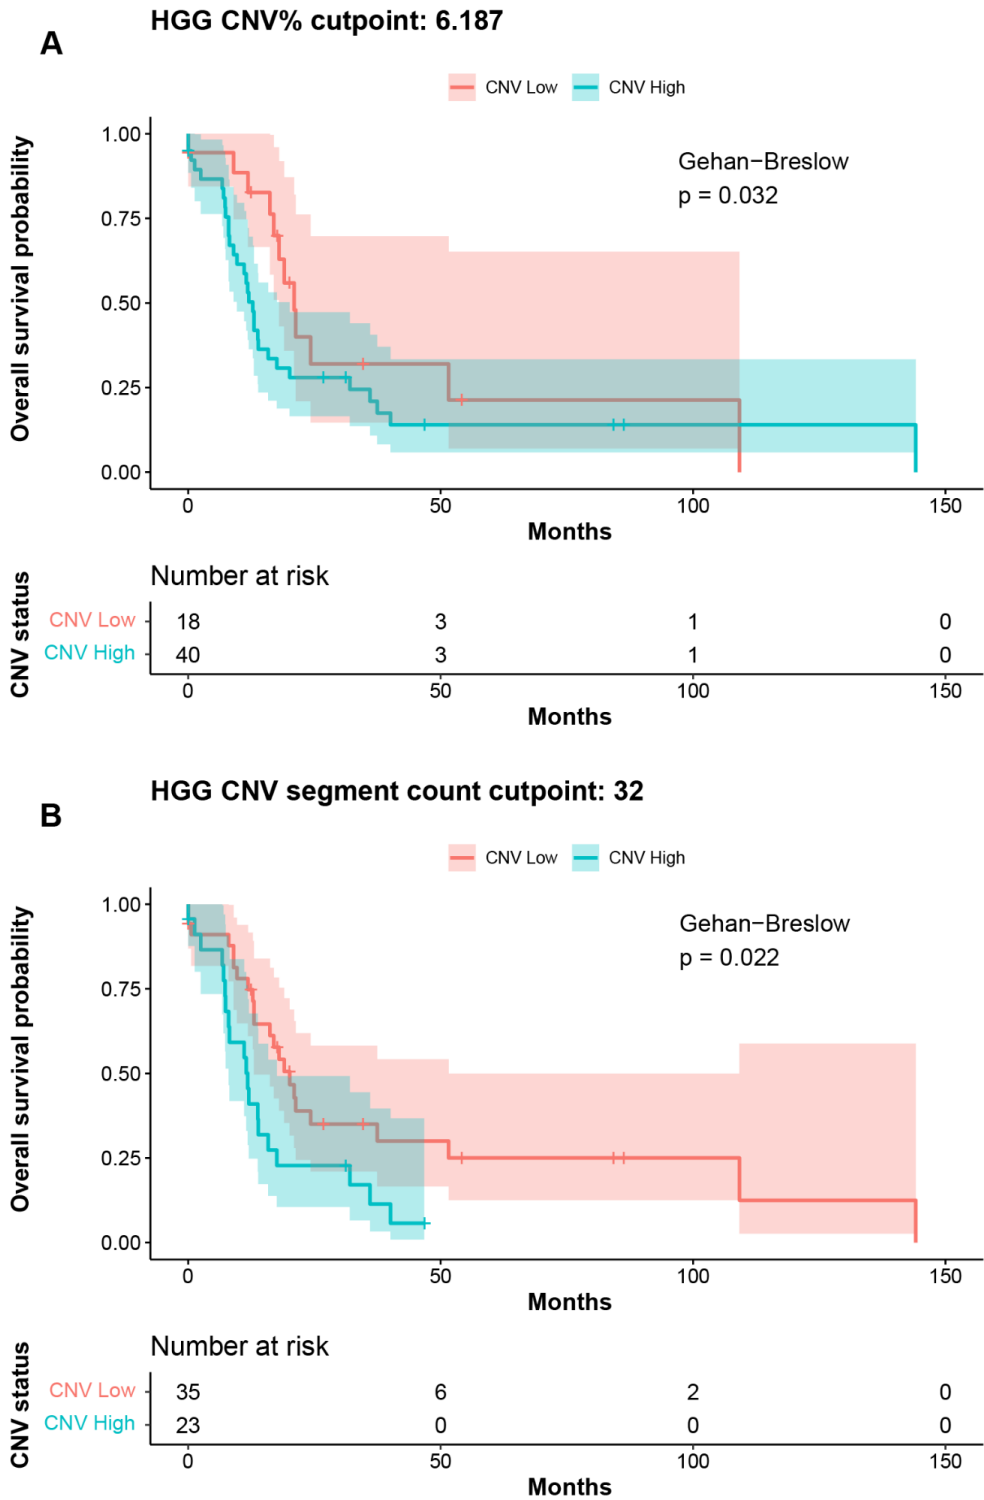 HGG CNV% cutpoint: 6.187
A
CNV Low CNV High
Overall survival probability
1.00
0.75
0.50
0.25
0.00
Gehan−Breslow
p = 0.032
0 50 100 150
Months
Number at risk
CNV status
CNV Low 18 3 1 0
CNV High 40 3 1 0
0 50 100 150
Months
HGG CNV segment count cutpoint: 32
B
CNV Low CNV High
Overall survival probability
1.00
0.75
0.50
0.25
0.00
Gehan−Breslow
p = 0.022
0 50 100 150
Months
Number at risk
CNV status
CNV Low 35 6 2 0
CNV High 23 0 0 0
0 50 100 150
Months